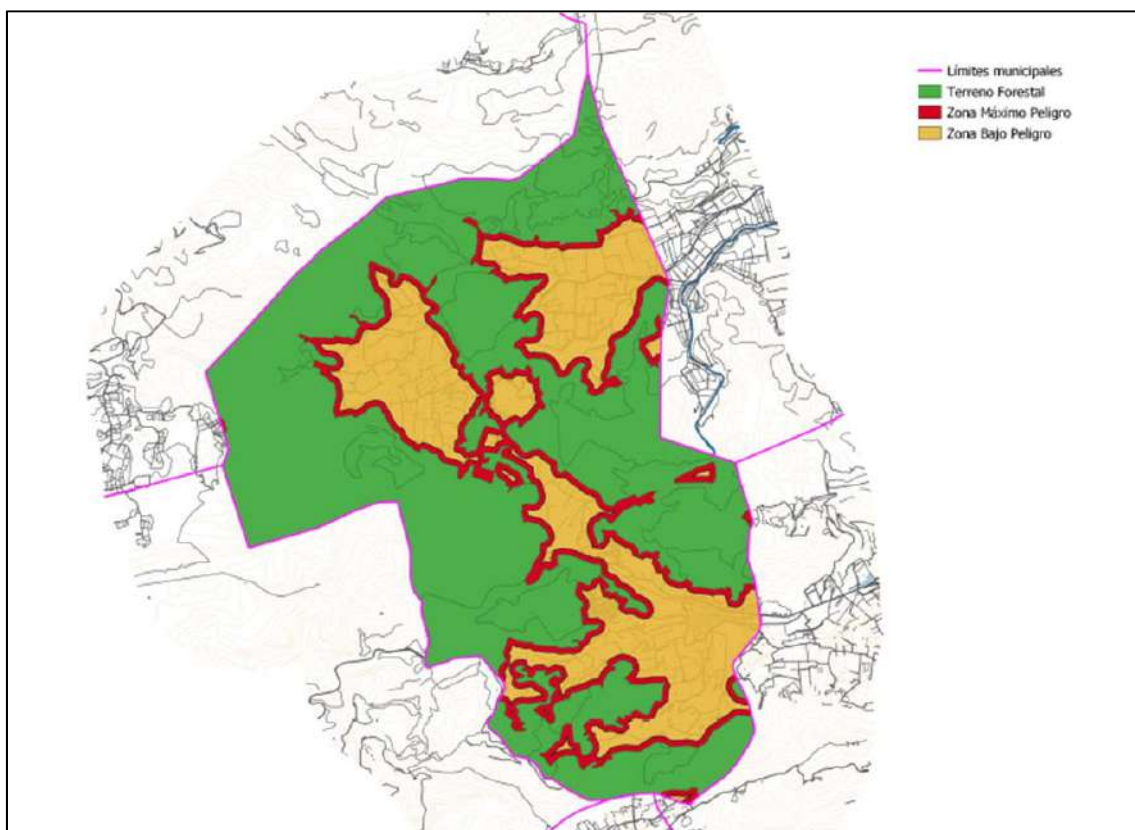 Límites municipales
Terreno Forestal
Zona Máximo Peligro
Zona Bajo Peligro